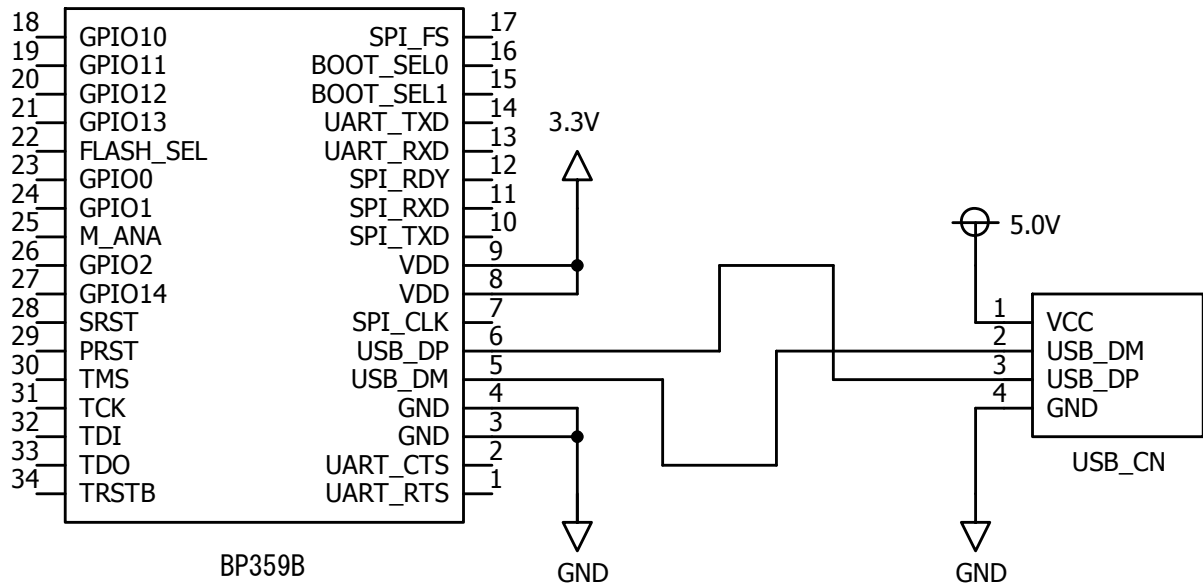 18 GPIO10 SPI_FS 17
19 GPIO11 BOOT_SEL0 16
20 GPIO12 BOOT_SEL1 15
21 GPIO13 UART_TXD 14 3.3V
22 FLASH_SEL UART_RXD 13
23 GPIO0 SPI_RDY 12
24 GPIO1 SPI_RXD 11
25 M_ANA SPI_TXD 10 5.0V
26 GPIO2 VDD 9
27 GPIO14 VDD 8
28 SRST SPI_CLK 7 1 VCC
29 PRST USB_DP 6 2 USB_DM
30 TMS USB_DM 5 3 USB_DP
31 TCK GND 4 4 GND
32 TDI GND 3
33 TDO UART_CTS 2 USB_CN
34 TRSTB UART_RTS 1
BP359B GND GND